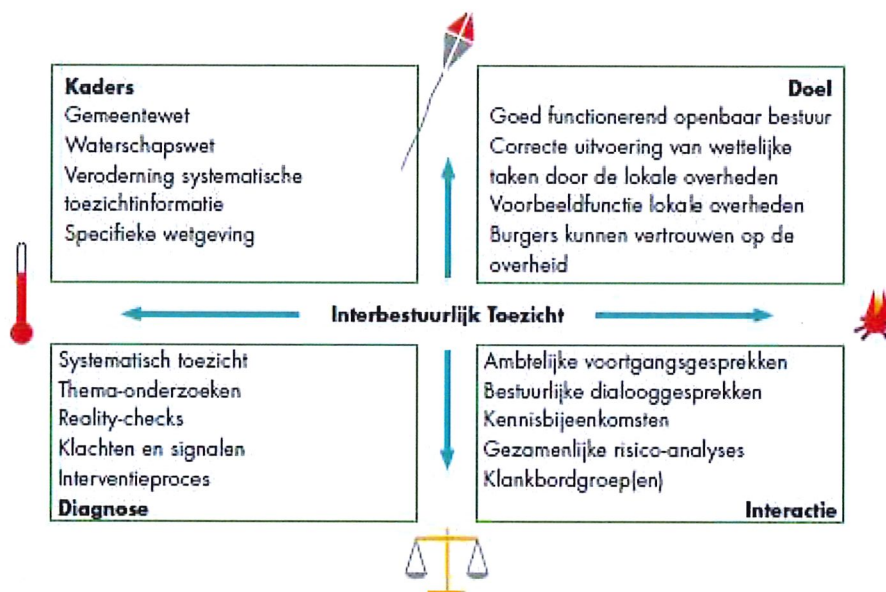 Kaders
Gemeentewet
Waterschapswet
Veroderning systematische
toezichtinformatie
Specifieke wetgeving
Doel
Goed functionerend openbaar bestuur
Correcte uitvoering van wettelijke
taken door de lokale overheden
Voorbeeldfunctie lokale overheden
Burgers kunnen vertrouwen op de
overheid
Interbestuurlijk Toezicht
Systematisch toezicht
Thema-onderzoeken
Reality-checks
Klachten en signalen
Interventieproces
Diagnose
Ambtelijke voortgangsgesprekken
Bestuurlijke dialooggesprekken
Kennisbijeenkomsten
Gezamenlijke risico-analyses
Klankbordgroep(en)
Interactie